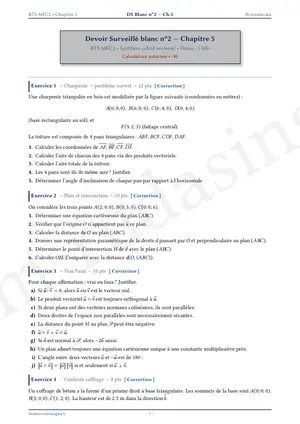 BTS MEC2 • Chapitre 5
DS Blanc n°2 — Ch.5
Devoir Surveillé blanc n°2 — Chapitre 5
BTS MEC2 • Synthèse calcul vectoriel • Durée : 1 h30
Calculatrice autorisée • /40
Exercice 1 – Charpente – problème ouvert – 12 pts [Correction]
Une charpente triangulée en bois est modélisée par la figure suivante (coordonnées en mètres) :
A(0; 0; 0), B(6; 0; 0), C(6; 4; 0), D(0; 4; 0)
(base rectangulaire au sol), et
F(3; 2; 3) (faîtage central).
La toiture est composée de 4 pans triangulaires : ABF, BCF, CDF, DAF.
1. Calculer les coordonnées de AF, BF, CF, DF.
2. Calculer l'aire de chacun des 4 pans via des produits vectoriels.
3. Calculer l'aire totale de la toiture.
4. Les 4 pans sont-ils de même aire ? Justifier.
5. Déterminer l'angle d'inclinaison de chaque pan par rapport à l'horizontale.
Exercice 2 – Plan et intersection – 10 pts [Correction]
On considère les trois points A(2; 0; 0), B(0; 3; 0), C(0; 0; 6).
1. Déterminer une équation cartésienne du plan (ABC).
2. Vérifier que l'origine O n'appartient pas à ce plan.
3. Calculer la distance de O au plan (ABC).
4. Donner une représentation paramétrique de la droite d passant par O et perpendiculaire au plan (ABC).
5. Déterminer le point d'intersection H de d avec le plan (ABC).
6. Calculer OH. Comparer avec la distance d(O, (ABC)).
Exercice 3 – Vrai/Faux – 10 pts [Correction]
Pour chaque affirmation : vrai ou faux ? Justifier.
a) Si u⃗ · v⃗ = 0, alors u⃗ ou v⃗ est le vecteur nul.
b) Le produit vectoriel u⃗ ∧ v⃗ est toujours orthogonal à u⃗.
c) Si deux plans ont des vecteurs normaux colinéaires, ils sont parallèles.
d) Deux droites de l'espace non parallèles sont nécessairement sécantes.
e) La distance du point M au plan 𝒫 peut être négative.
f) u⃗ ∧ v⃗ = v⃗ ∧ u⃗.
g) Si n⃗ est normal à 𝒫, alors −2n⃗ aussi.
h) Un plan admet toujours une équation cartésienne unique à une constante multiplicative près.
i) L'angle entre deux vecteurs u⃗ et −u⃗ est de 180°.
j) ‖u⃗ ∧ v⃗‖ = ‖u⃗‖‖v⃗‖ si et seulement si u⃗ ⊥ v⃗.
Exercice 4 – Contexte coffrage – 8 pts [Correction]
Un coffrage de béton a la forme d'un prisme droit à base triangulaire. Les sommets de la base sont A(0; 0; 0),
B(3; 0; 0), C(1; 2; 0). La hauteur est de 2,5 m dans la direction k⃗.